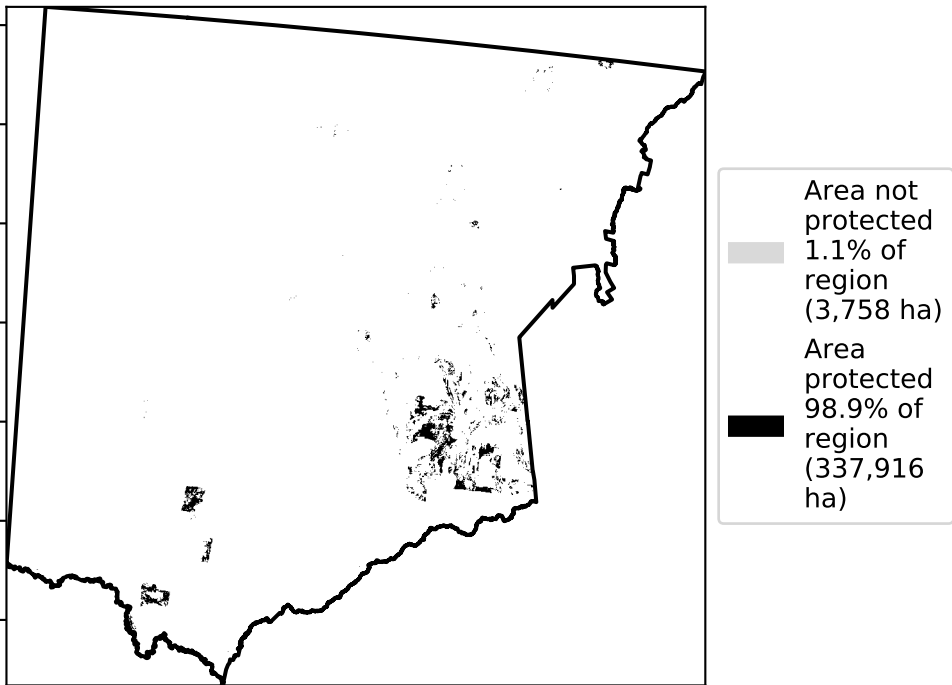 Area not
protected
1.1% of
region
(3,758 ha)
Area
protected
98.9% of
region
(337,916
ha)